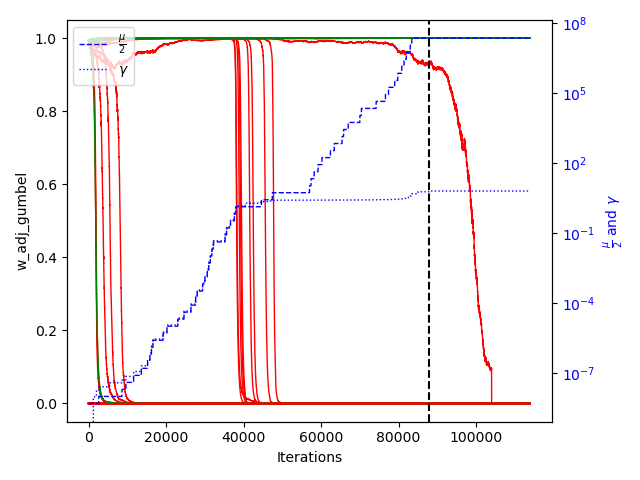 μ/2
γ
1.0
0.8
0.6
0.4
0.2
0.0
w_adj_gumbel
0 20000 40000 60000 80000 100000
Iterations
10^8
10^5
10^2
10^-1
10^-4
10^-7
μ/2 and γ